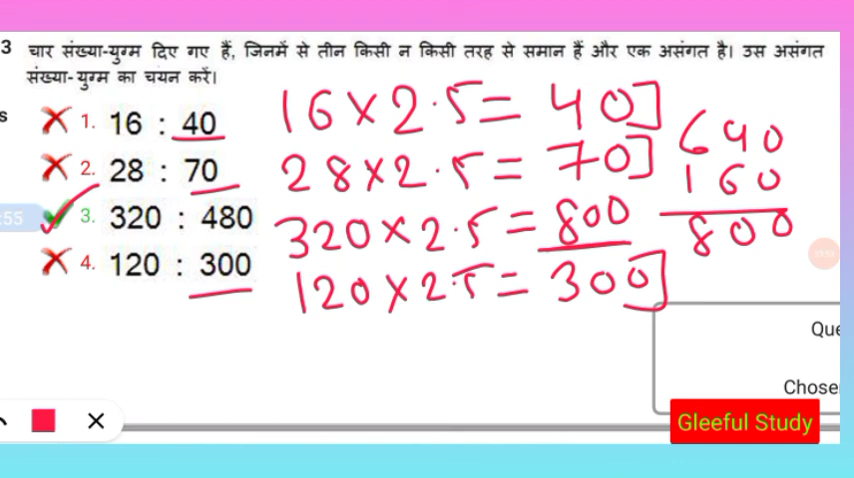 3 चार संख्या-युग्म दिए गए हैं, जिनमें से तीन किसी न किसी तरह से समान हैं और एक असंगत है। उस असंगत
संख्या-युग्म का चयन करें।
s
1. 16 : 40
16 × 2.5 = 40]
640
2. 28 : 70
28 × 2.5 = 70]
160
:55
3. 320 : 480
320 × 2.5 = 800
800
4. 120 : 300
120 × 2.5 = 300]
Que
Chose
Gleeful Study